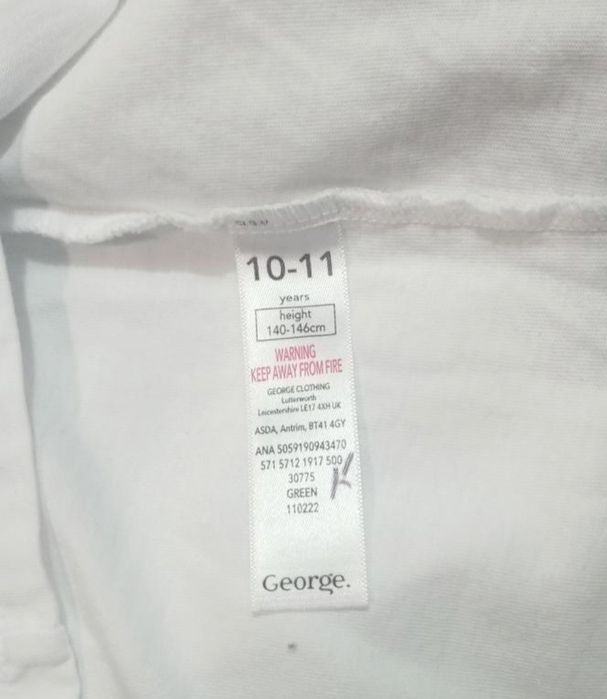 10-11
years
height
140-146cm
WARNING
KEEP AWAY FROM FIRE
GEORGE CLOTHING
Lutterworth
Leicestershire LE17 4XH UK
ASDA, Antrim, BT41 4GY
ANA 5059190943470
571 5712 1917 500
30775
GREEN
110222
K
George.